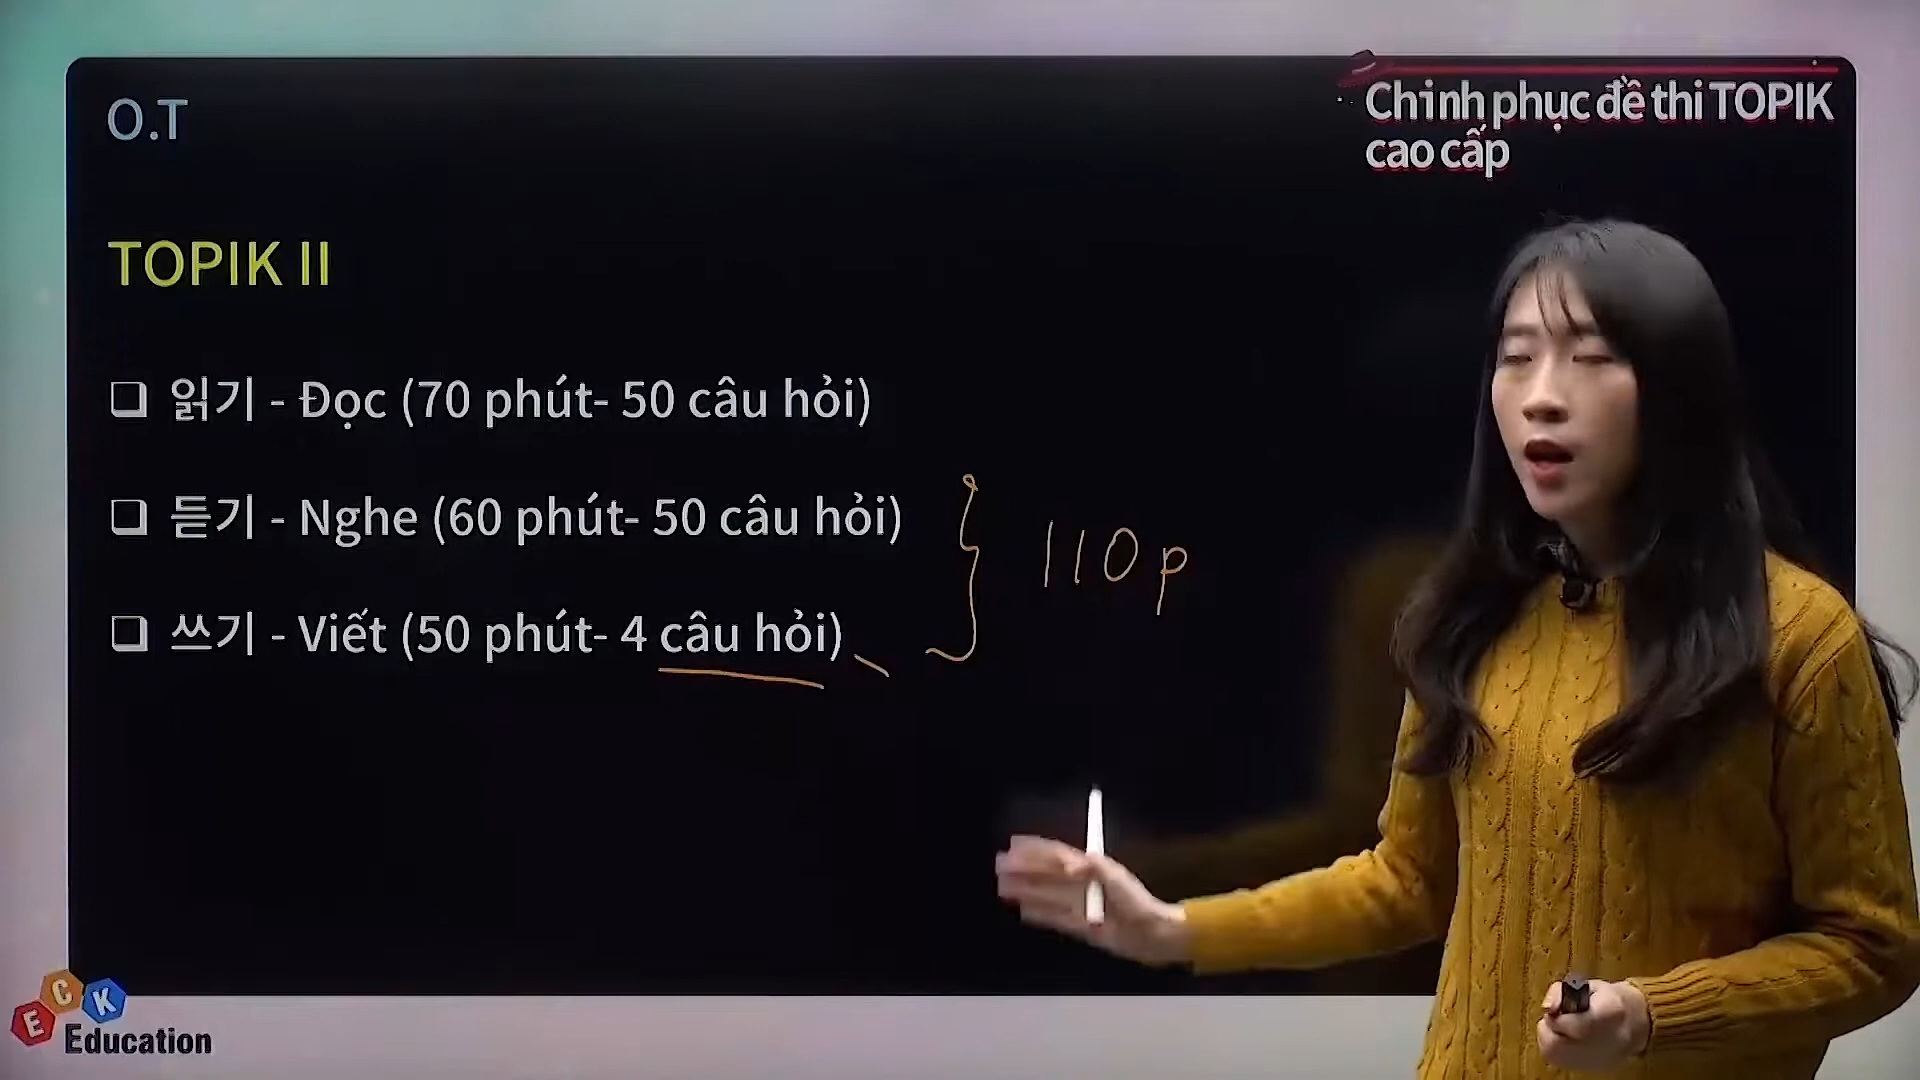 O.T
Chinh phục đề thi TOPIK
cao cấp
TOPIK II
❑ 읽기 - Đọc (70 phút- 50 câu hỏi)
❑ 듣기 - Nghe (60 phút- 50 câu hỏi)
110 p
❑ 쓰기 - Viết (50 phút- 4 câu hỏi)
ECK
Education